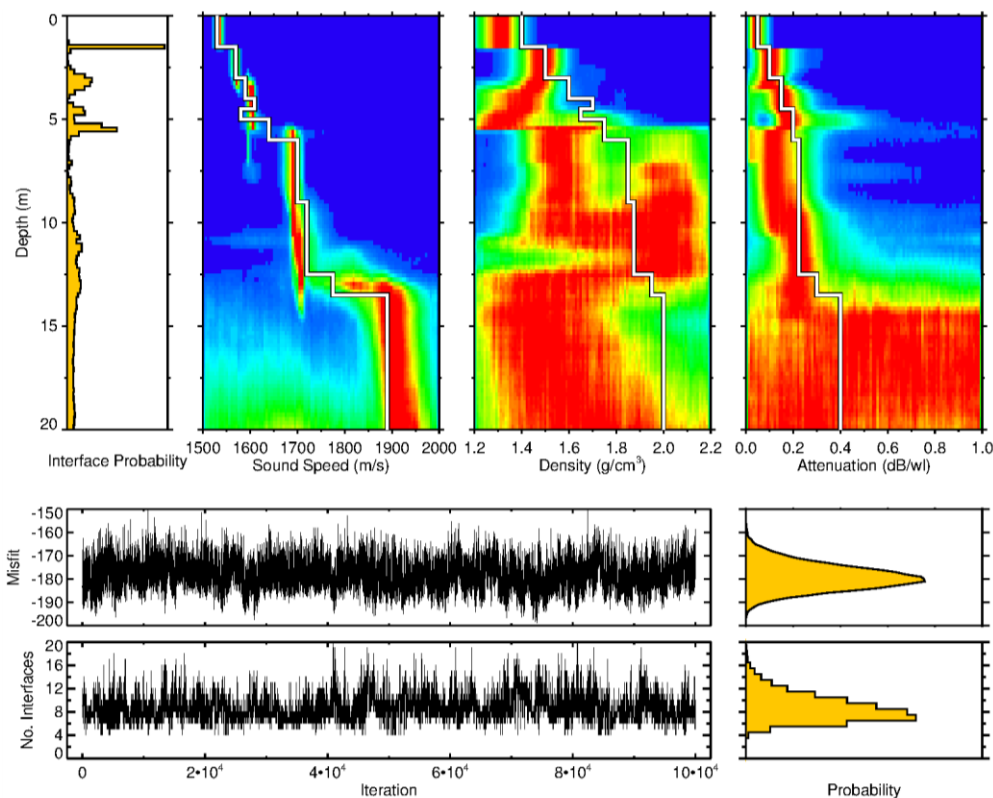 0
5
10
15
20
Depth (m)
Interface Probability
1500 1600 1700 1800 1900 2000
Sound Speed (m/s)
1.2 1.4 1.6 1.8 2.0 2.2
Density (g/cm³)
0.0 0.2 0.4 0.6 0.8 1.0
Attenuation (dB/wl)
-150
-160
-170
-180
-190
-200
Misfit
20
16
12
8
4
0
No. Interfaces
0 2•10⁴ 4•10⁴ 6•10⁴ 8•10⁴ 10•10⁴
Iteration
Probability